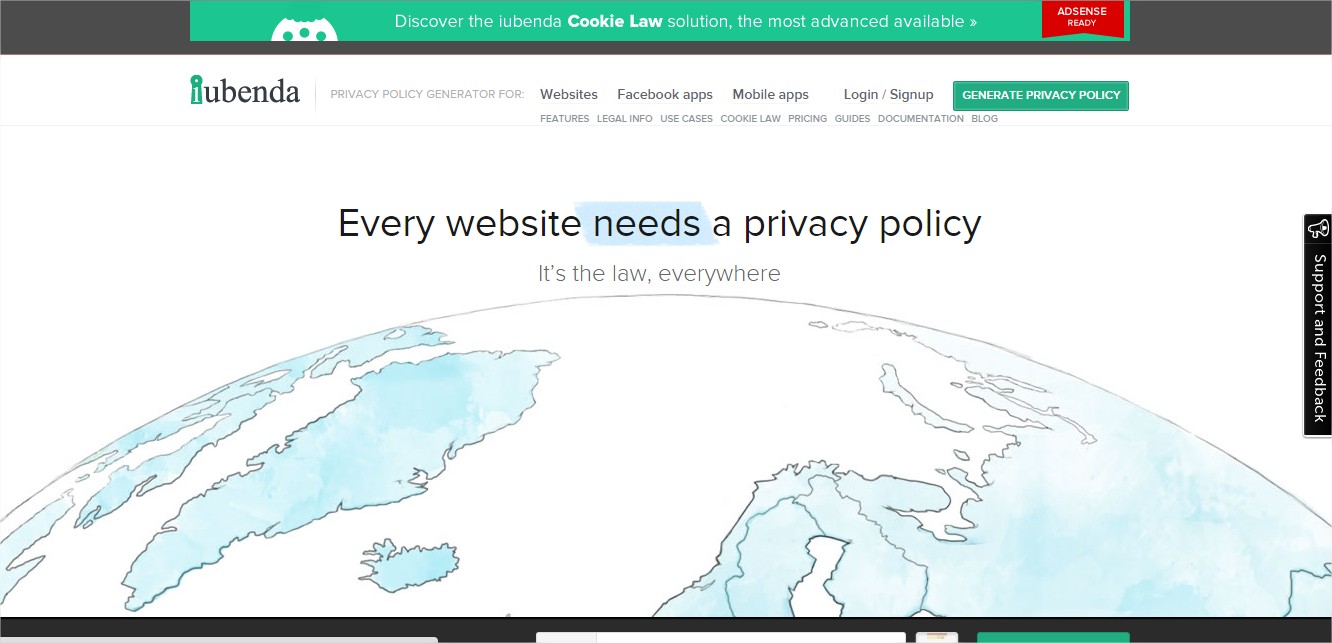 Discover the iubenda Cookie Law solution, the most advanced available »
ADSENSE
READY
iubenda
PRIVACY POLICY GENERATOR FOR: Websites Facebook apps Mobile apps Login / Signup GENERATE PRIVACY POLICY
FEATURES LEGAL INFO USE CASES COOKIE LAW PRICING GUIDES DOCUMENTATION BLOG
Every website needs a privacy policy
It’s the law, everywhere
Support and Feedback